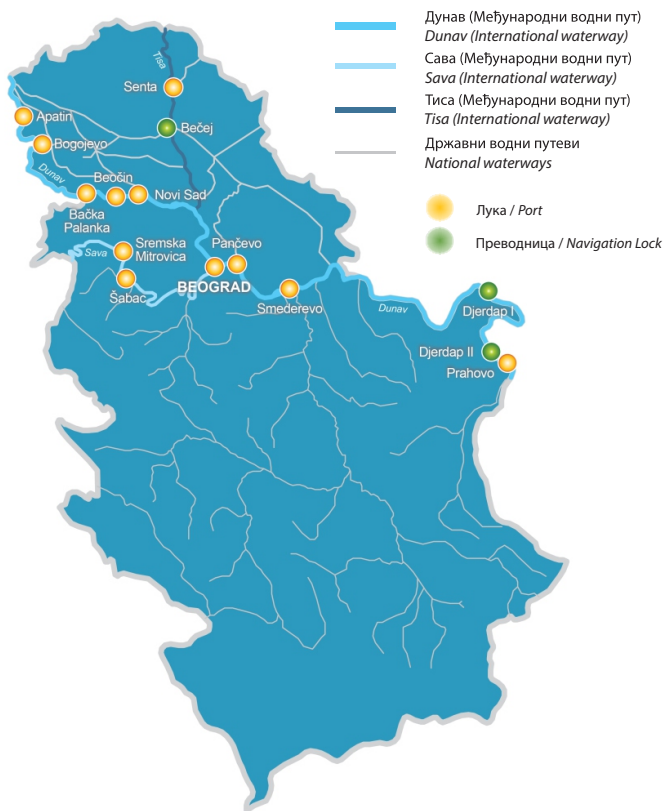 Дунав (Међународни водни пут)
Dunav (International waterway)
Сава (Међународни водни пут)
Sava (International waterway)
Тиса (Међународни водни пут)
Tisa (International waterway)
Државни водни путеви
National waterways
Лука / Port
Преводница / Navigation Lock
Tisa
Senta
Apatin
Bečej
Bogojevo
Dunav
Beočin
Novi Sad
Bačka
Palanka
Sremska
Mitrovica
Pančevo
Sava
BEOGRAD
Šabac
Smederevo
Dunav
Djerdap I
Djerdap II
Prahovo